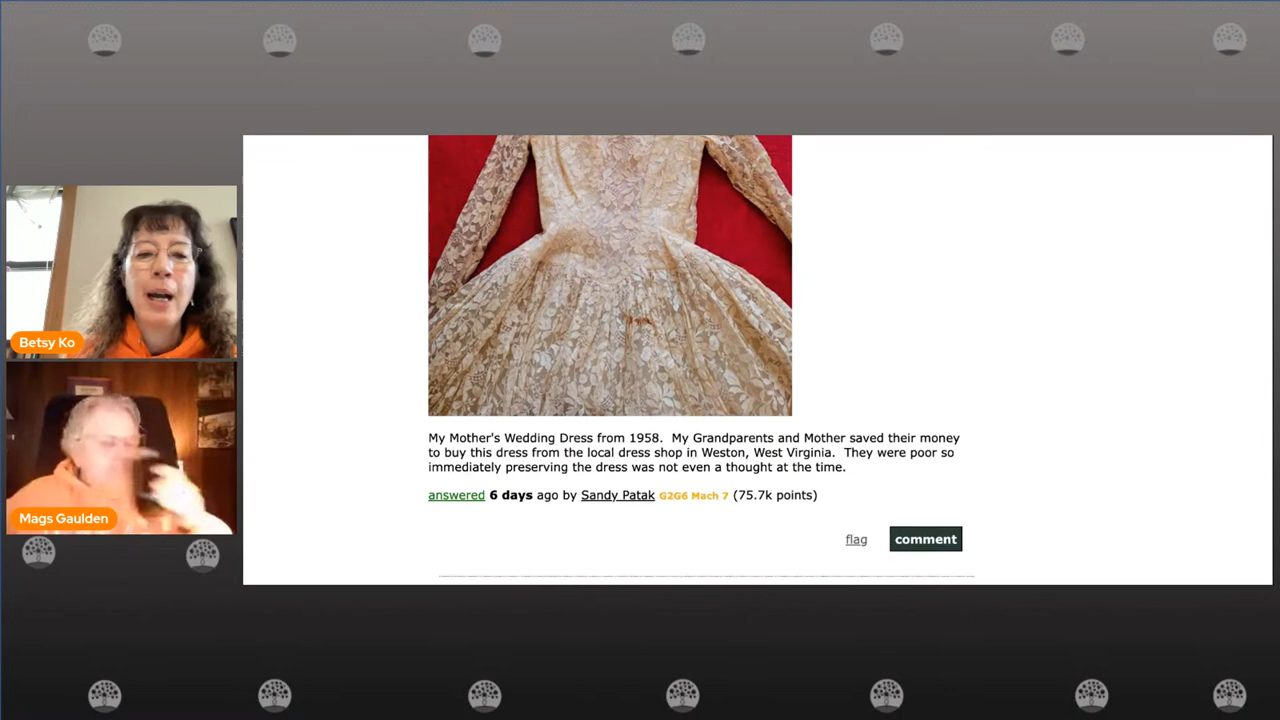 Betsy Ko
Mags Gaulden
My Mother's Wedding Dress from 1958.  My Grandparents and Mother saved their money
to buy this dress from the local dress shop in Weston, West Virginia.  They were poor so
immediately preserving the dress was not even a thought at the time.
answered 6 days ago by Sandy Patak G2G6 Mach 7 (75.7k points)
flag comment